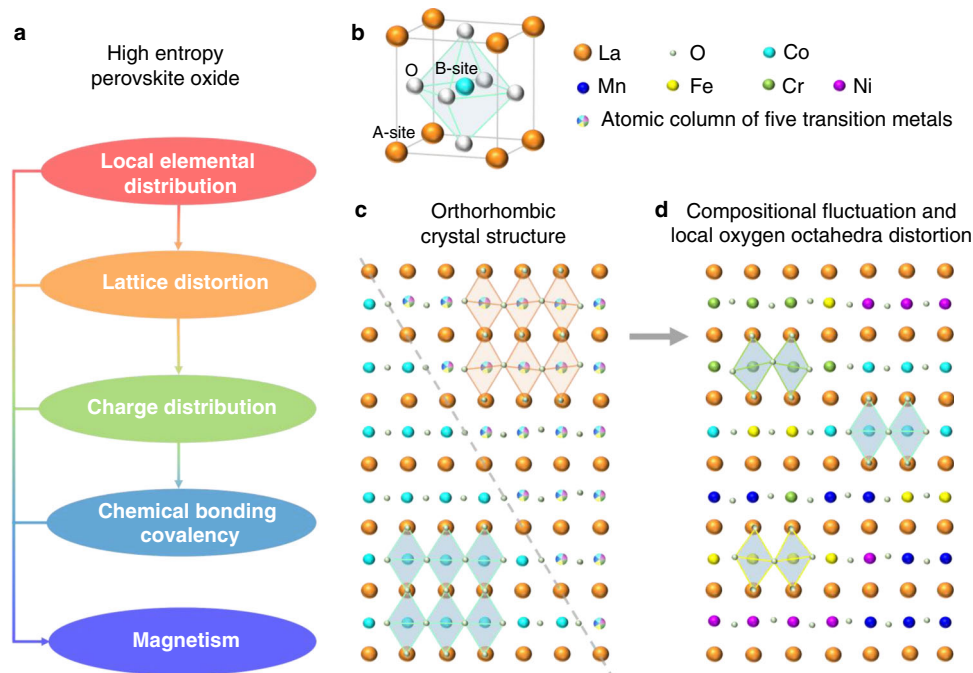 a
High entropy
perovskite oxide
Local elemental
distribution
Lattice distortion
Charge distribution
Chemical bonding
covalency
Magnetism
b
O
B-site
A-site
La
O
Co
Mn
Fe
Cr
Ni
Atomic column of five transition metals
c
Orthorhombic
crystal structure
d
Compositional fluctuation and
local oxygen octahedra distortion